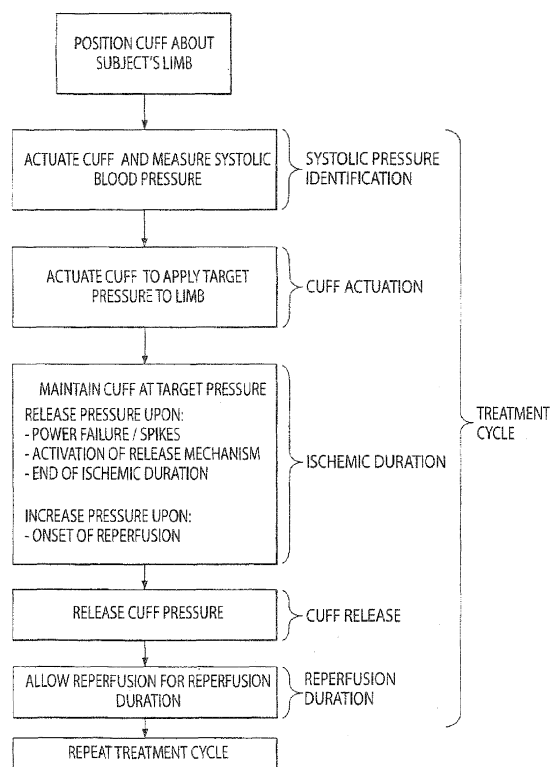 POSITION CUFF ABOUT
SUBJECT'S LIMB
ACTUATE CUFF AND MEASURE SYSTOLIC
BLOOD PRESSURE
SYSTOLIC PRESSURE
IDENTIFICATION
ACTUATE CUFF TO APPLY TARGET
PRESSURE TO LIMB
CUFF ACTUATION
MAINTAIN CUFF AT TARGET PRESSURE
RELEASE PRESSURE UPON:
- POWER FAILURE / SPIKES
- ACTIVATION OF RELEASE MECHANISM
- END OF ISCHEMIC DURATION
INCREASE PRESSURE UPON:
- ONSET OF REPERFUSION
ISCHEMIC DURATION
TREATMENT
CYCLE
RELEASE CUFF PRESSURE
CUFF RELEASE
ALLOW REPERFUSION FOR REPERFUSION
DURATION
REPERFUSION
DURATION
REPEAT TREATMENT CYCLE